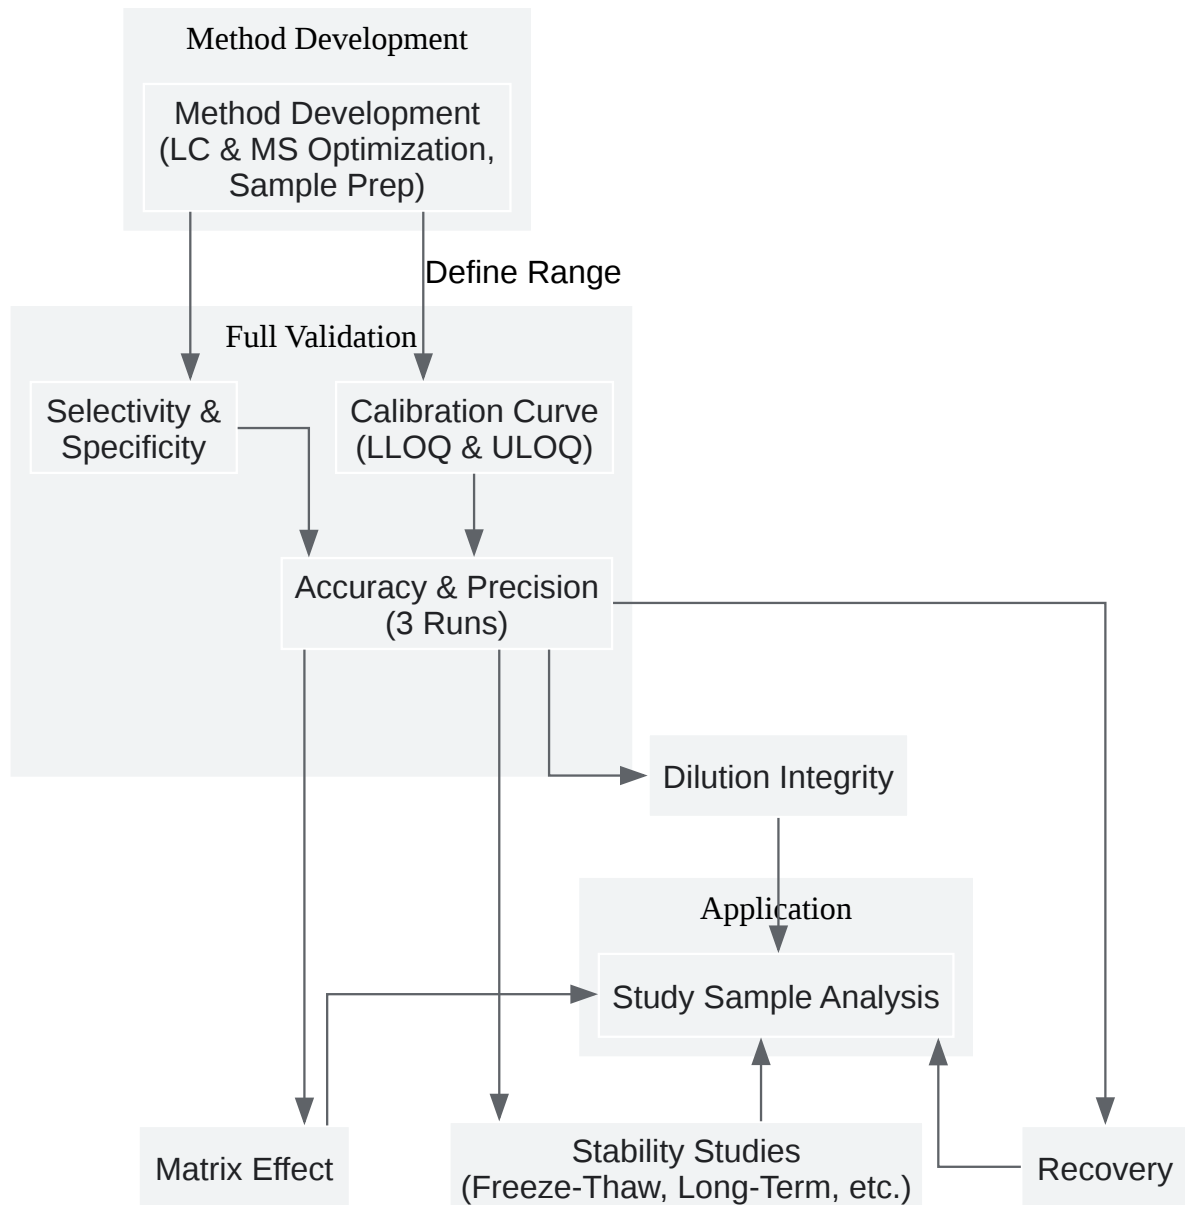 Method Development
Method Development
(LC & MS Optimization,
Sample Prep)
Define Range
Full Validation
Selectivity &
Specificity
Calibration Curve
(LLOQ & ULOQ)
Accuracy & Precision
(3 Runs)
Dilution Integrity
Application
Study Sample Analysis
Matrix Effect
Stability Studies
(Freeze-Thaw, Long-Term, etc.)
Recovery